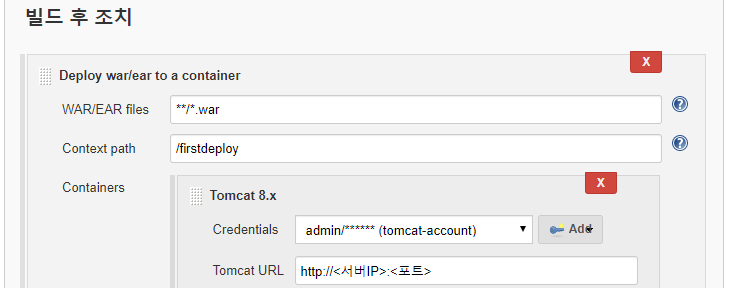 빌드 후 조치
X
Deploy war/ear to a container
WAR/EAR files **/*.war
Context path /firstdeploy
Containers
X
Tomcat 8.x
Credentials admin/****** (tomcat-account) Add
Tomcat URL http://<서버IP>:<포트>